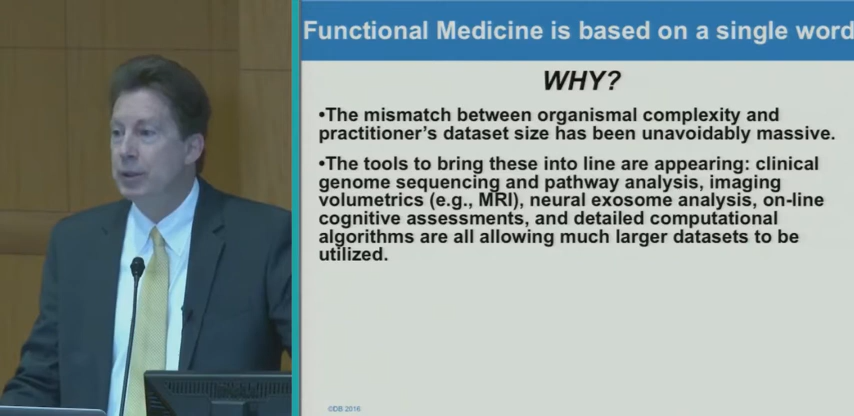 Functional Medicine is based on a single word
WHY?
•The mismatch between organismal complexity and
practitioner's dataset size has been unavoidably massive.
•The tools to bring these into line are appearing: clinical
genome sequencing and pathway analysis, imaging
volumetrics (e.g., MRI), neural exosome analysis, on-line
cognitive assessments, and detailed computational
algorithms are all allowing much larger datasets to be
utilized.
©DB 2016